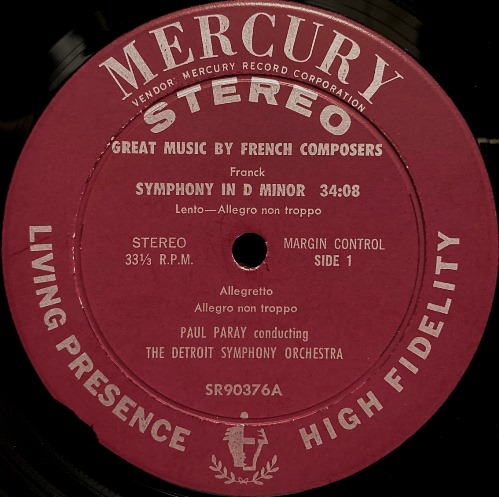 MERCURY
VENDOR: MERCURY RECORD CORPORATION
STEREO
GREAT MUSIC BY FRENCH COMPOSERS
Franck
SYMPHONY IN D MINOR 34:08
Lento—Allegro non troppo
STEREO
33⅓ R.P.M.
MARGIN CONTROL
SIDE 1
Allegretto
Allegro non troppo
PAUL PARAY conducting
THE DETROIT SYMPHONY ORCHESTRA
SR90376A
LIVING PRESENCE
HIGH FIDELITY